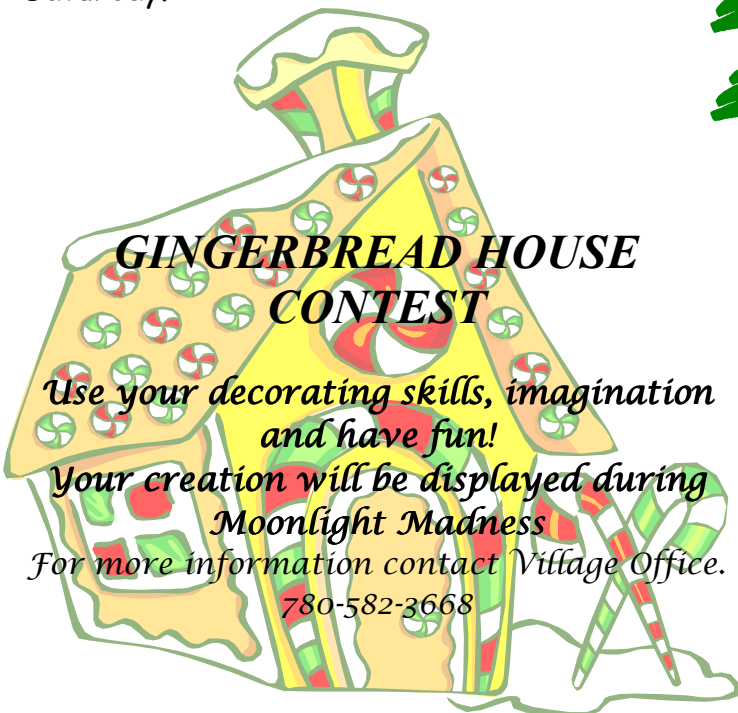 GINGERBREAD HOUSE
CONTEST
Use your decorating skills, imagination
and have fun!
Your creation will be displayed during
Moonlight Madness
For more information contact Village Office.
780-582-3668